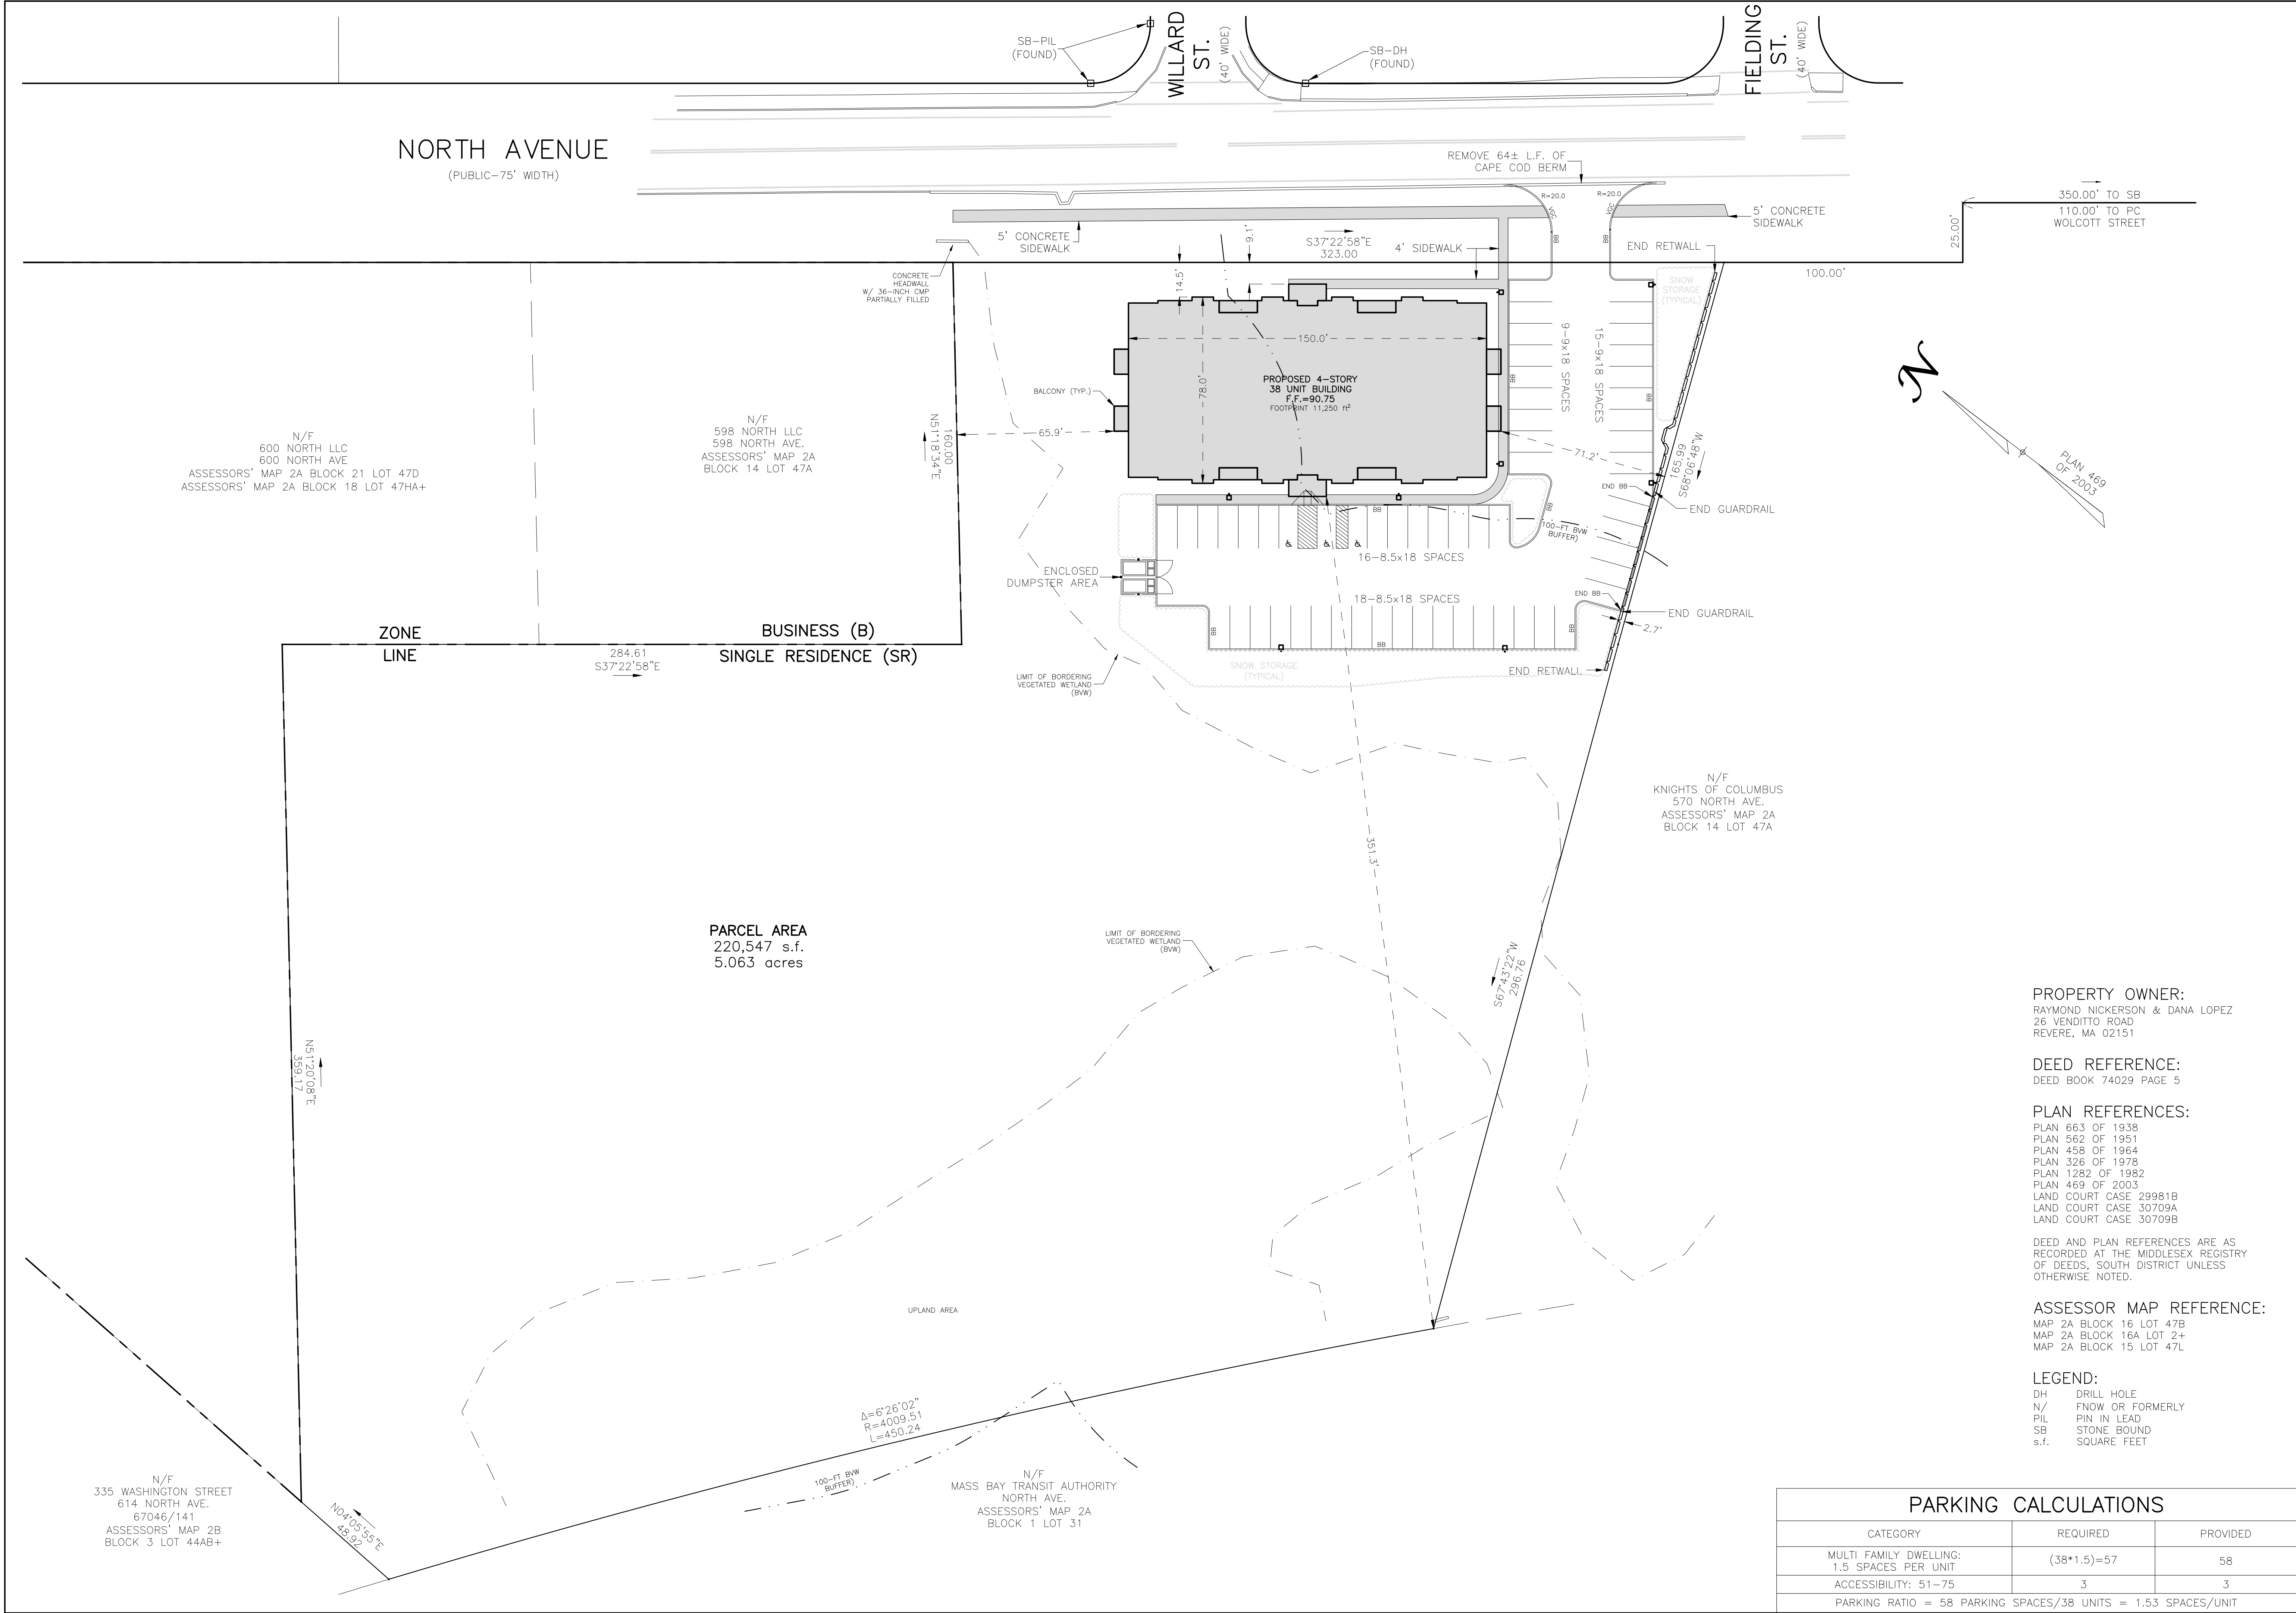 SB-PIL
(FOUND)
WILLARD
ST.
(40' WIDE)
SB-DH
(FOUND)
FIELDING
ST.
(40' WIDE)
NORTH AVENUE
(PUBLIC-75' WIDTH)
REMOVE 64± L.F. OF
CAPE COD BERM
R=20.0
R=20.0
VGC
VGC
BB
BB
350.00' TO SB
110.00' TO PC
WOLCOTT STREET
25.00'
100.00'
5' CONCRETE
SIDEWALK
5' CONCRETE
SIDEWALK
S37°22'58"E
323.00
4' SIDEWALK
END RETWALL
9.1'
14.5'
CONCRETE
HEADWALL
W/ 36-INCH CMP
PARTIALLY FILLED
SNOW
STORAGE
(TYPICAL)
150.0'
78.0'
PROPOSED 4-STORY
38 UNIT BUILDING
F.F.=90.75
FOOTPRINT 11,250 ft²
BALCONY (TYP.)
9-9x18 SPACES
15-9x18 SPACES
BB
BB
N
PLAN 469
OF 2003
N/F
600 NORTH LLC
600 NORTH AVE
ASSESSORS' MAP 2A BLOCK 21 LOT 47D
ASSESSORS' MAP 2A BLOCK 18 LOT 47HA+
N/F
598 NORTH LLC
598 NORTH AVE.
ASSESSORS' MAP 2A
BLOCK 14 LOT 47A
N51°18'34"E
160.00
65.9'
71.2'
165.99
S68°06'48"W
END BB
END GUARDRAIL
BB
BB
100-FT BVW
BUFFER)
16-8.5x18 SPACES
ENCLOSED
DUMPSTER AREA
18-8.5x18 SPACES
END BB
END GUARDRAIL
2.7'
BB
BB
BB
END RETWALL
SNOW STORAGE
(TYPICAL)
ZONE
LINE
BUSINESS (B)
SINGLE RESIDENCE (SR)
284.61
S37°22'58"E
LIMIT OF BORDERING
VEGETATED WETLAND
(BVW)
N/F
KNIGHTS OF COLUMBUS
570 NORTH AVE.
ASSESSORS' MAP 2A
BLOCK 14 LOT 47A
351.3'
PARCEL AREA
220,547 s.f.
5.063 acres
LIMIT OF BORDERING
VEGETATED WETLAND
(BVW)
S67°43'22"W
296.76
N51°20'08"E
359.17
UPLAND AREA
Δ=6°26'02"
R=4009.51
L=450.24
100-FT BVW
BUFFER)
N/F
MASS BAY TRANSIT AUTHORITY
NORTH AVE.
ASSESSORS' MAP 2A
BLOCK 1 LOT 31
N/F
335 WASHINGTON STREET
614 NORTH AVE.
67046/141
ASSESSORS' MAP 2B
BLOCK 3 LOT 44AB+
N04°05'55"E
48.92
PROPERTY OWNER:
RAYMOND NICKERSON & DANA LOPEZ
26 VENDITTO ROAD
REVERE, MA 02151
DEED REFERENCE:
DEED BOOK 74029 PAGE 5
PLAN REFERENCES:
PLAN 663 OF 1938
PLAN 562 OF 1951
PLAN 458 OF 1964
PLAN 326 OF 1978
PLAN 1282 OF 1982
PLAN 469 OF 2003
LAND COURT CASE 29981B
LAND COURT CASE 30709A
LAND COURT CASE 30709B
DEED AND PLAN REFERENCES ARE AS
RECORDED AT THE MIDDLESEX REGISTRY
OF DEEDS, SOUTH DISTRICT UNLESS
OTHERWISE NOTED.
ASSESSOR MAP REFERENCE:
MAP 2A BLOCK 16 LOT 47B
MAP 2A BLOCK 16A LOT 2+
MAP 2A BLOCK 15 LOT 47L
LEGEND:
DH DRILL HOLE
N/ FNOW OR FORMERLY
PIL PIN IN LEAD
SB STONE BOUND
s.f. SQUARE FEET
PARKING CALCULATIONS
CATEGORY REQUIRED PROVIDED
MULTI FAMILY DWELLING:
1.5 SPACES PER UNIT (38*1.5)=57 58
ACCESSIBILITY: 51-75 3 3
PARKING RATIO = 58 PARKING SPACES/38 UNITS = 1.53 SPACES/UNIT